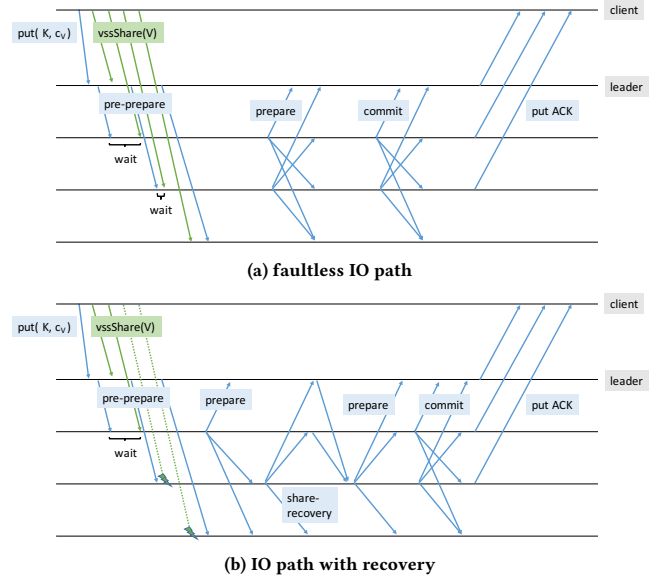 client
put( K, cᵥ)
vssShare(V)
leader
pre-prepare
prepare
commit
put ACK
wait
wait
(a) faultless IO path
client
put( K, cᵥ)
vssShare(V)
leader
pre-prepare
prepare
prepare
commit
put ACK
wait
share-
recovery
(b) IO path with recovery